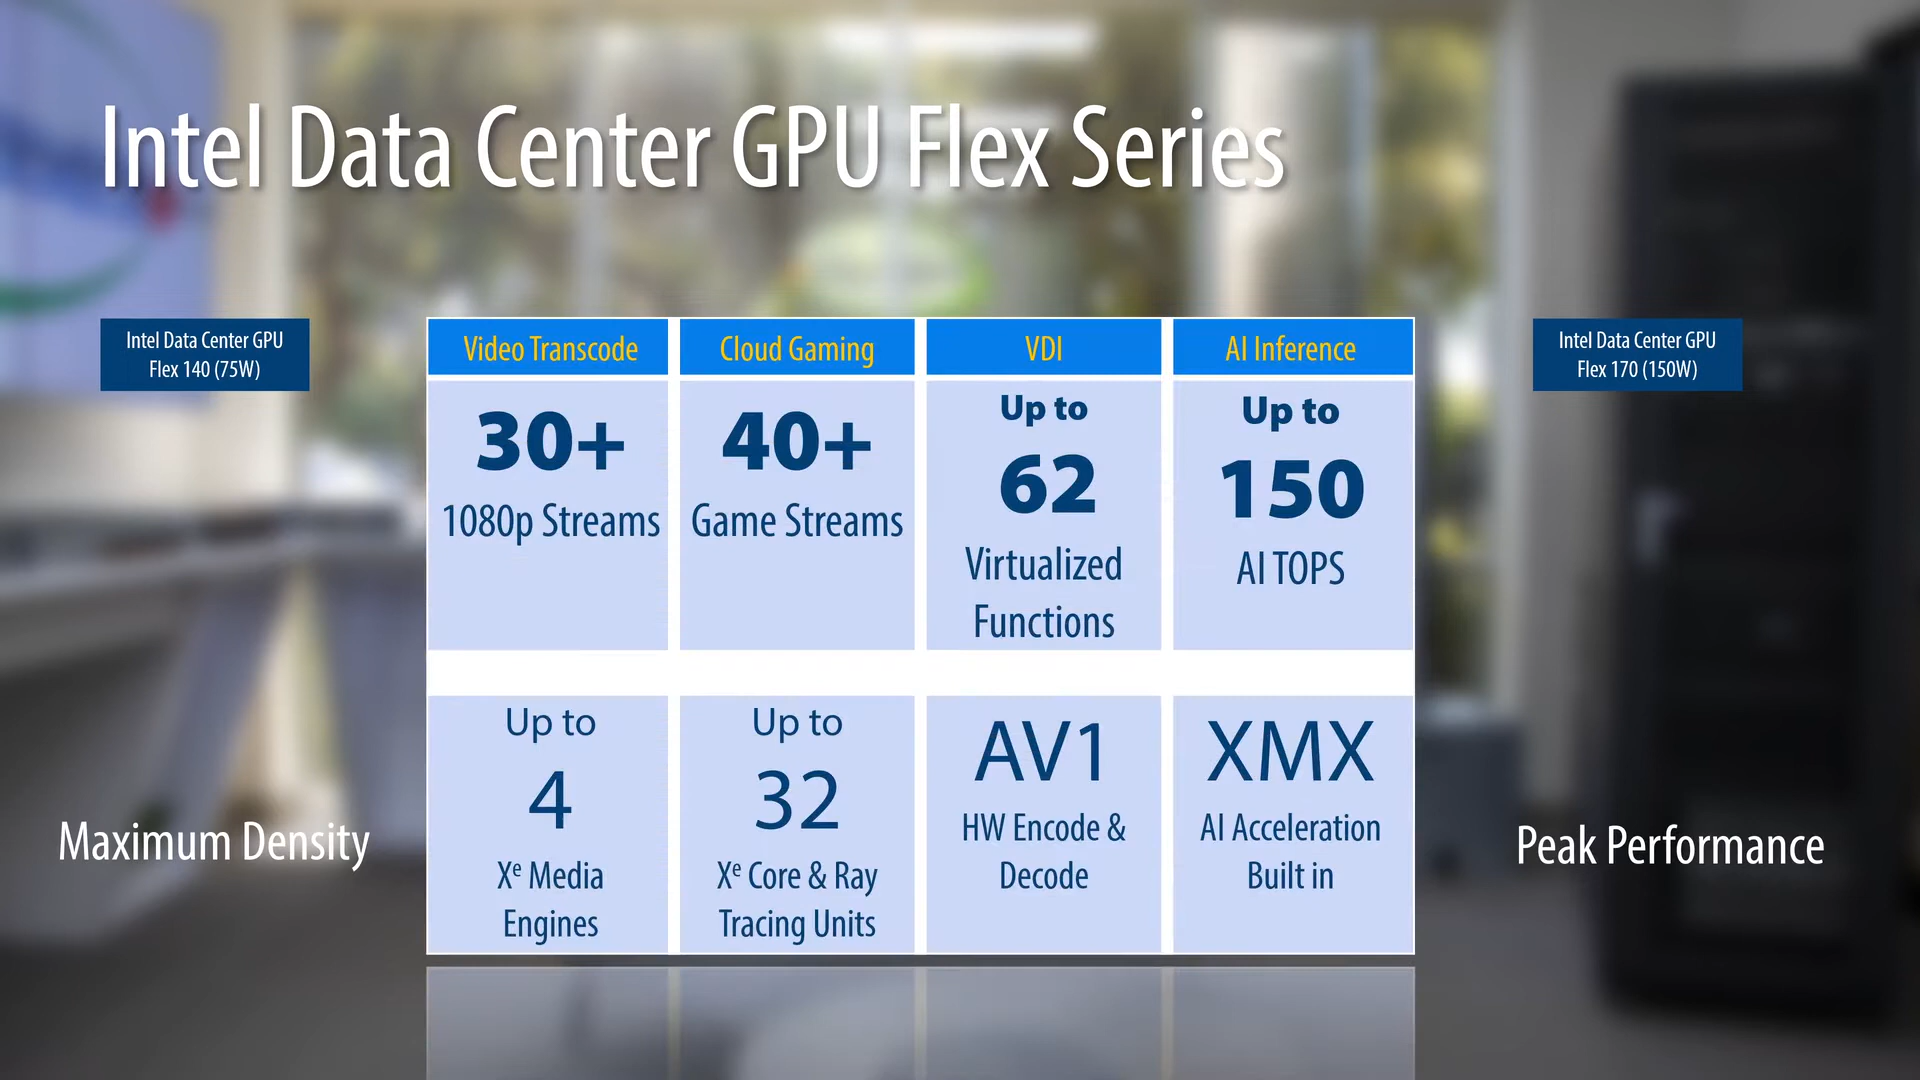 Intel Data Center GPU Flex Series
Intel Data Center GPU
Flex 140 (75W)
Video Transcode
Cloud Gaming
VDI
AI Inference
Intel Data Center GPU
Flex 170 (150W)
30+
1080p Streams
40+
Game Streams
Up to
62
Virtualized
Functions
Up to
150
AI TOPS
Up to
4
Xᵉ Media
Engines
Up to
32
Xᵉ Core & Ray
Tracing Units
AV1
HW Encode &
Decode
XMX
AI Acceleration
Built in
Maximum Density
Peak Performance